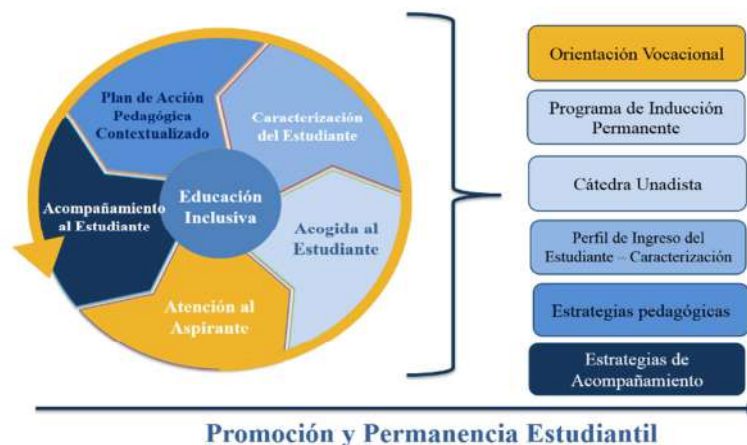 Plan de Acción
Pedagógica
Contextualizado
Caracterización
del Estudiante
Acompañamiento
al Estudiante
Educación
Inclusiva
Acogida al
Estudiante
Atención al
Aspirante
Orientación Vocacional
Programa de Inducción
Permanente
Cátedra Unadista
Perfil de Ingreso del
Estudiante – Caracterización
Estrategias pedagógicas
Estrategias de
Acompañamiento
Promoción y Permanencia Estudiantil